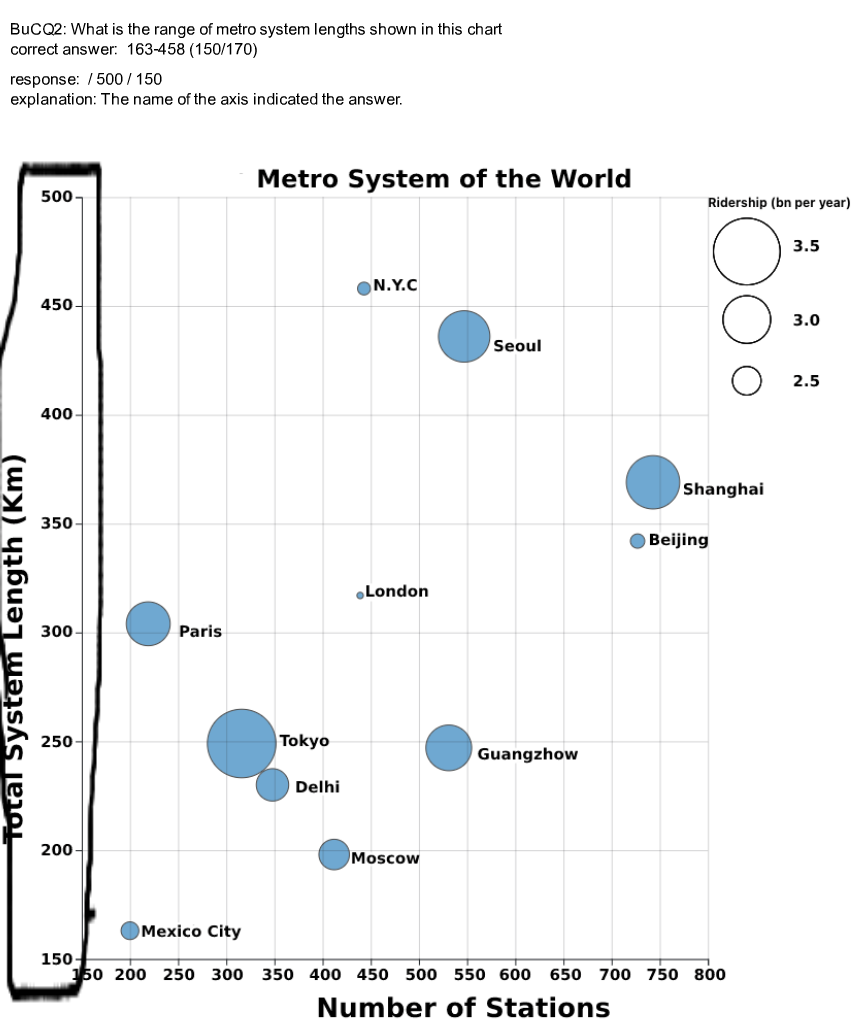 BuCQ2: What is the range of metro system lengths shown in this chart
correct answer:  163-458 (150/170)
response:  / 500 / 150
explanation: The name of the axis indicated the answer.
Metro System of the World
Ridership (bn per year)
3.5
3.0
2.5
500
450
400
350
300
250
200
150
Total System Length (Km)
N.Y.C
Seoul
Shanghai
Beijing
London
Paris
Tokyo
Guangzhow
Delhi
Moscow
Mexico City
150 200 250 300 350 400 450 500 550 600 650 700 750 800
Number of Stations